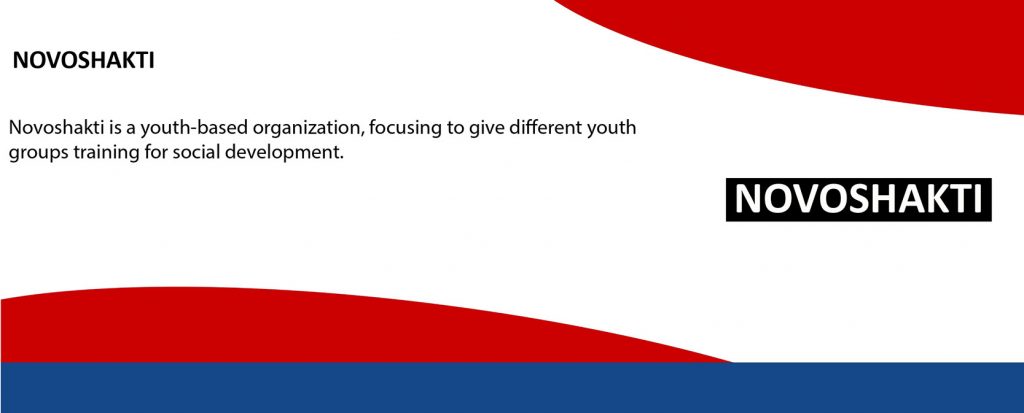 NOVOSHAKTI
Novoshakti is a youth-based organization, focusing to give different youth
groups training for social development.
NOVOSHAKTI